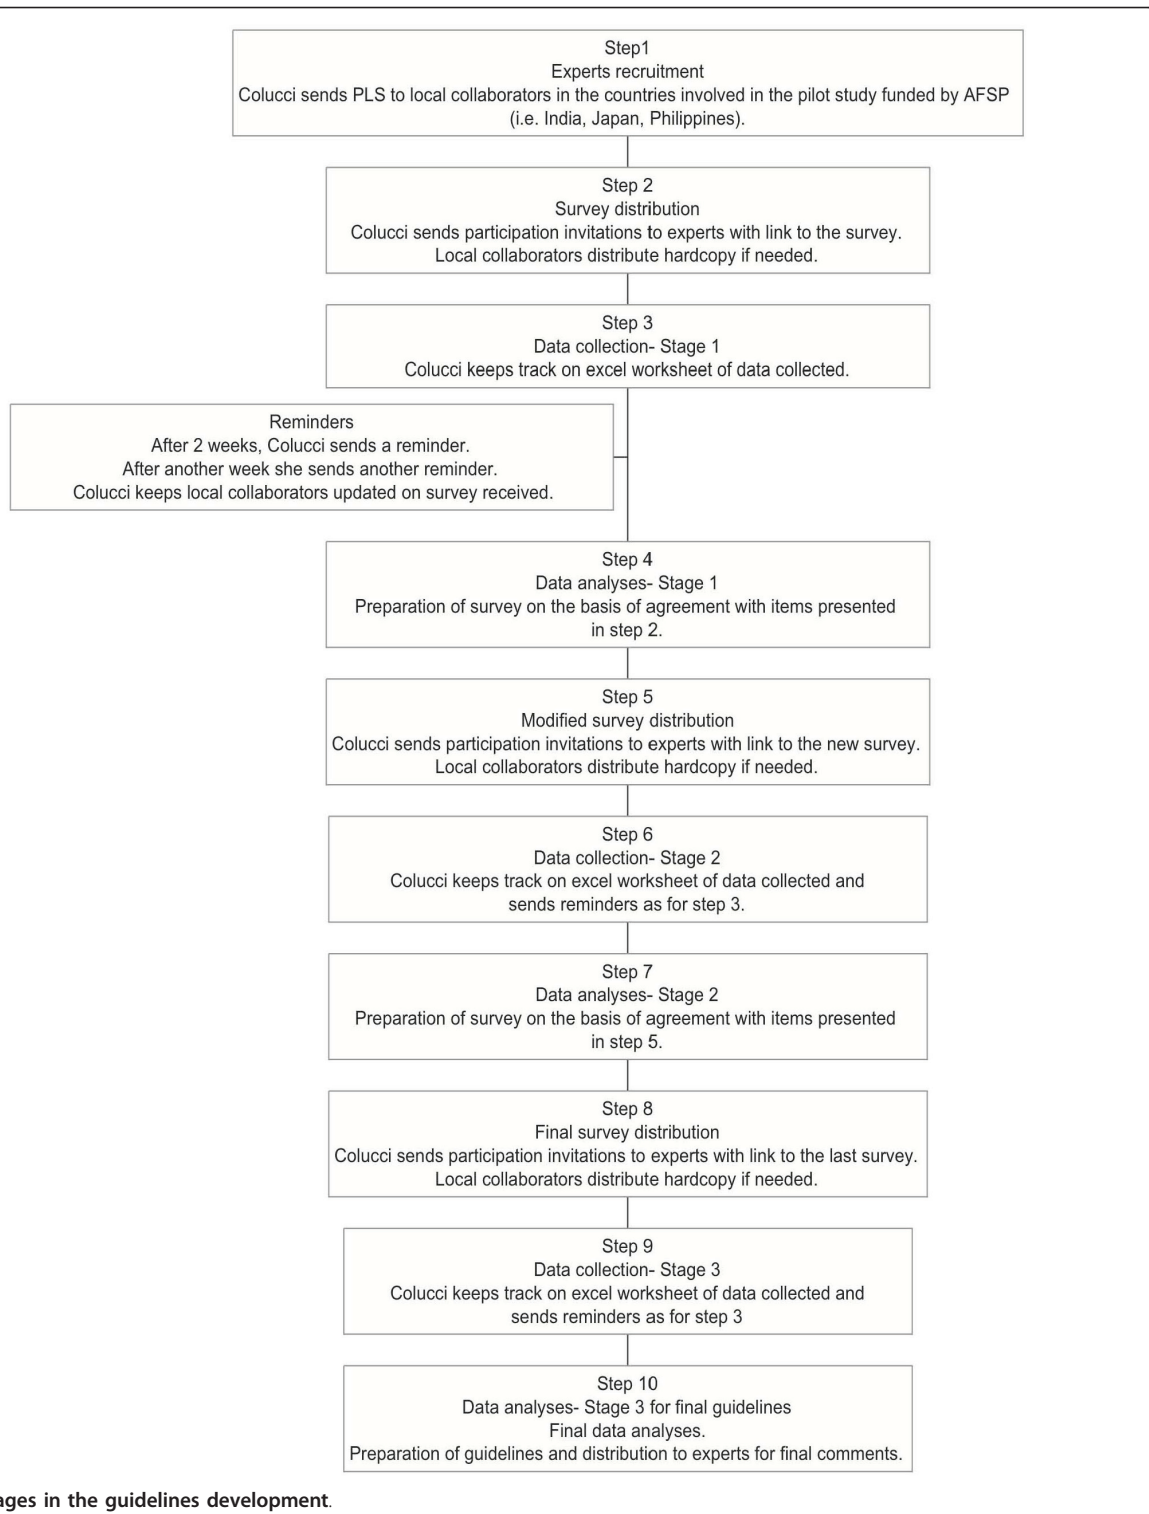 Step1
Experts recruitment
Colucci sends PLS to local collaborators in the countries involved in the pilot study funded by AFSP
(i.e. India, Japan, Philippines).
Step 2
Survey distribution
Colucci sends participation invitations to experts with link to the survey.
Local collaborators distribute hardcopy if needed.
Step 3
Data collection- Stage 1
Colucci keeps track on excel worksheet of data collected.
Reminders
After 2 weeks, Colucci sends a reminder.
After another week she sends another reminder.
Colucci keeps local collaborators updated on survey received.
Step 4
Data analyses- Stage 1
Preparation of survey on the basis of agreement with items presented
in step 2.
Step 5
Modified survey distribution
Colucci sends participation invitations to experts with link to the new survey.
Local collaborators distribute hardcopy if needed.
Step 6
Data collection- Stage 2
Colucci keeps track on excel worksheet of data collected and
sends reminders as for step 3.
Step 7
Data analyses- Stage 2
Preparation of survey on the basis of agreement with items presented
in step 5.
Step 8
Final survey distribution
Colucci sends participation invitations to experts with link to the last survey.
Local collaborators distribute hardcopy if needed.
Step 9
Data collection- Stage 3
Colucci keeps track on excel worksheet of data collected and
sends reminders as for step 3
Step 10
Data analyses- Stage 3 for final guidelines
Final data analyses.
Preparation of guidelines and distribution to experts for final comments.
ages in the guidelines development.